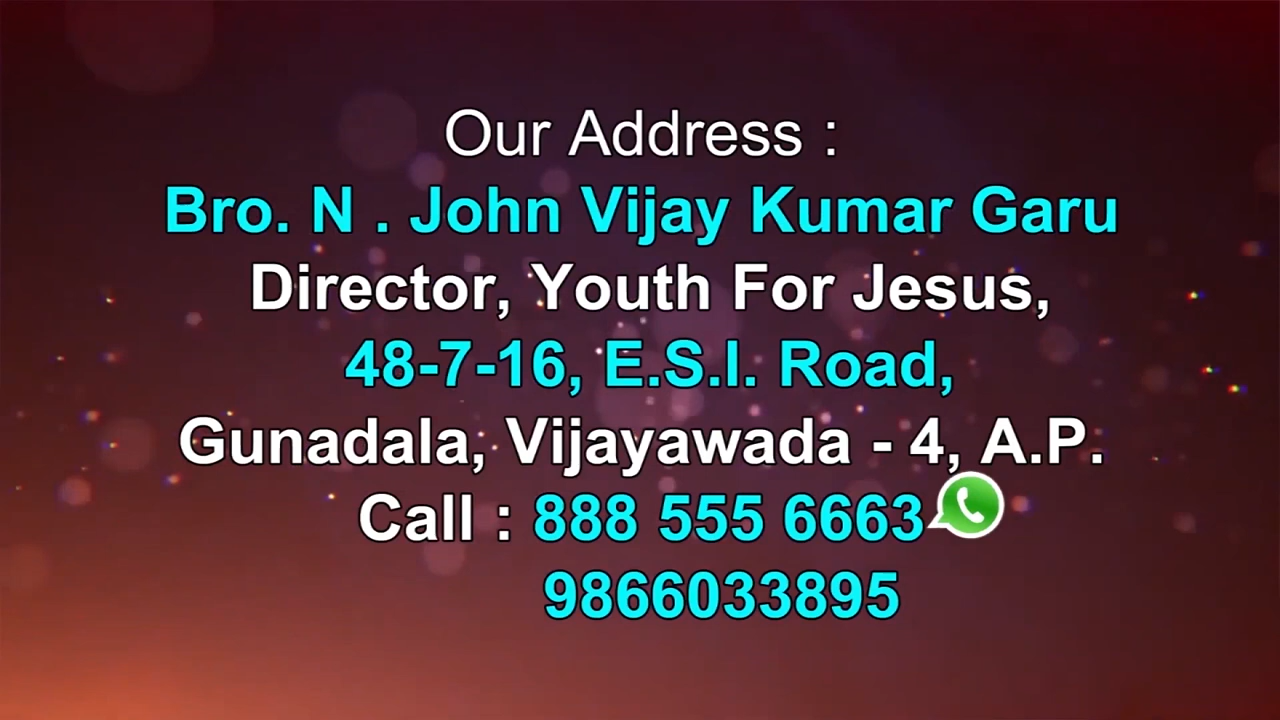 Our Address :
Bro. N . John Vijay Kumar Garu
Director, Youth For Jesus,
48-7-16, E.S.I. Road,
Gunadala, Vijayawada - 4, A.P.
Call : 888 555 6663
9866033895